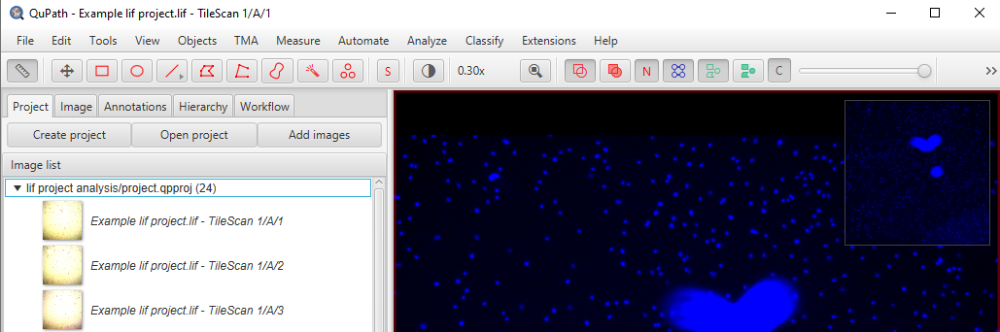 QuPath - Example lif project.lif - TileScan 1/A/1
File Edit Tools View Objects TMA Measure Automate Analyze Classify Extensions Help
S 0.30x N C
Project Image Annotations Hierarchy Workflow
Create project Open project Add images
Image list
lif project analysis/project.qpproj (24)
Example lif project.lif - TileScan 1/A/1
Example lif project.lif - TileScan 1/A/2
Example lif project.lif - TileScan 1/A/3